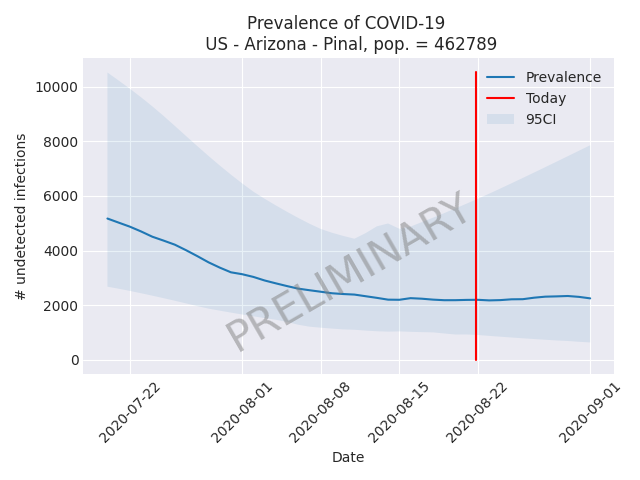 Prevalence of COVID-19
US - Arizona - Pinal, pop. = 462789
Prevalence
Today
95CI
10000
8000
6000
4000
2000
0
# undetected infections
PRELIMINARY
2020-07-22
2020-08-01
2020-08-08
2020-08-15
2020-08-22
2020-09-01
Date